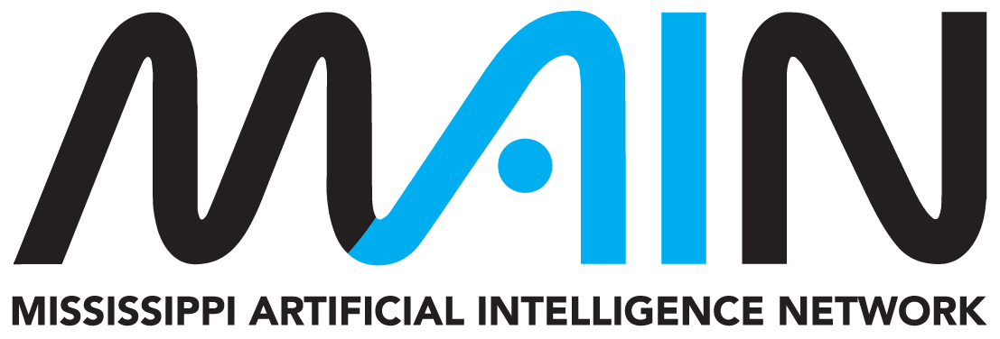 MAIN
MISSISSIPPI ARTIFICIAL INTELLIGENCE NETWORK